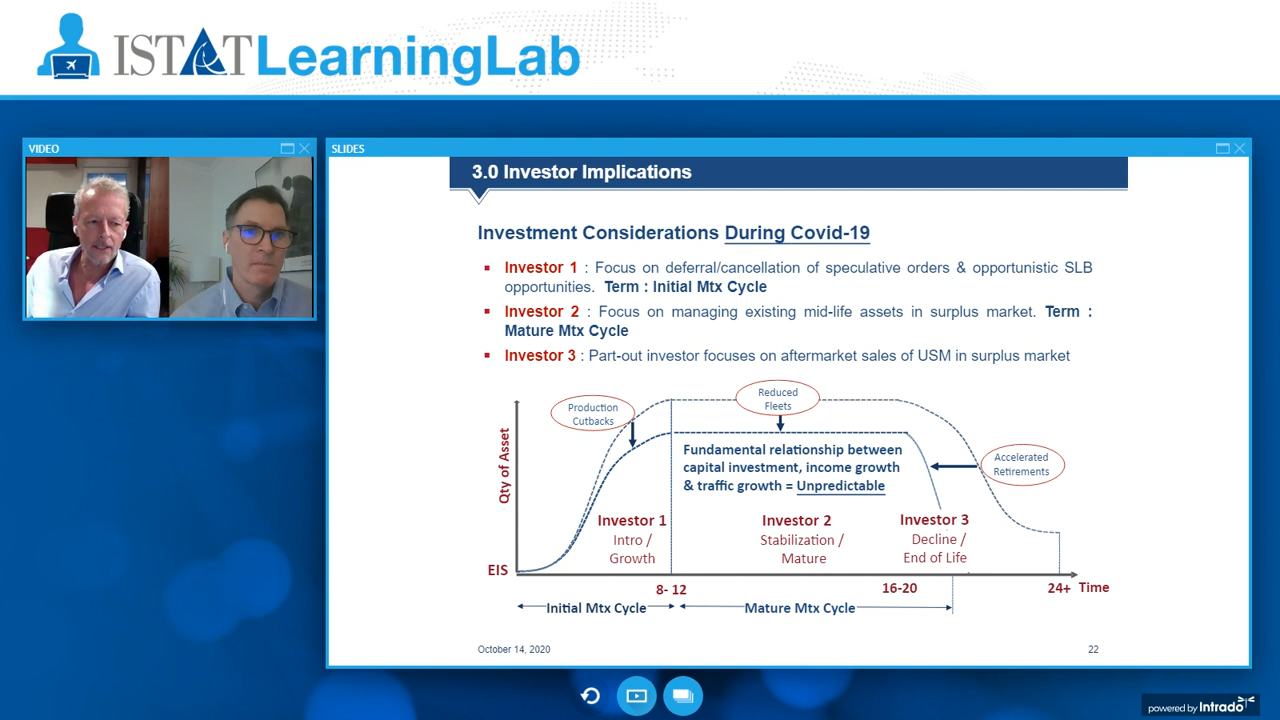 ISTAT LearningLab
VIDEO
SLIDES
3.0 Investor Implications
Investment Considerations During Covid-19
▪ Investor 1 : Focus on deferral/cancellation of speculative orders & opportunistic SLB
opportunities. Term : Initial Mtx Cycle
▪ Investor 2 : Focus on managing existing mid-life assets in surplus market. Term :
Mature Mtx Cycle
▪ Investor 3 : Part-out investor focuses on aftermarket sales of USM in surplus market
Qty of Asset
Production
Cutbacks
Reduced
Fleets
Accelerated
Retirements
Fundamental relationship between
capital investment, income growth
& traffic growth = Unpredictable
Investor 1
Intro /
Growth
Investor 2
Stabilization /
Mature
Investor 3
Decline /
End of Life
EIS
8- 12
16-20
24+ Time
Initial Mtx Cycle
Mature Mtx Cycle
October 14, 2020
22
powered by Intrado